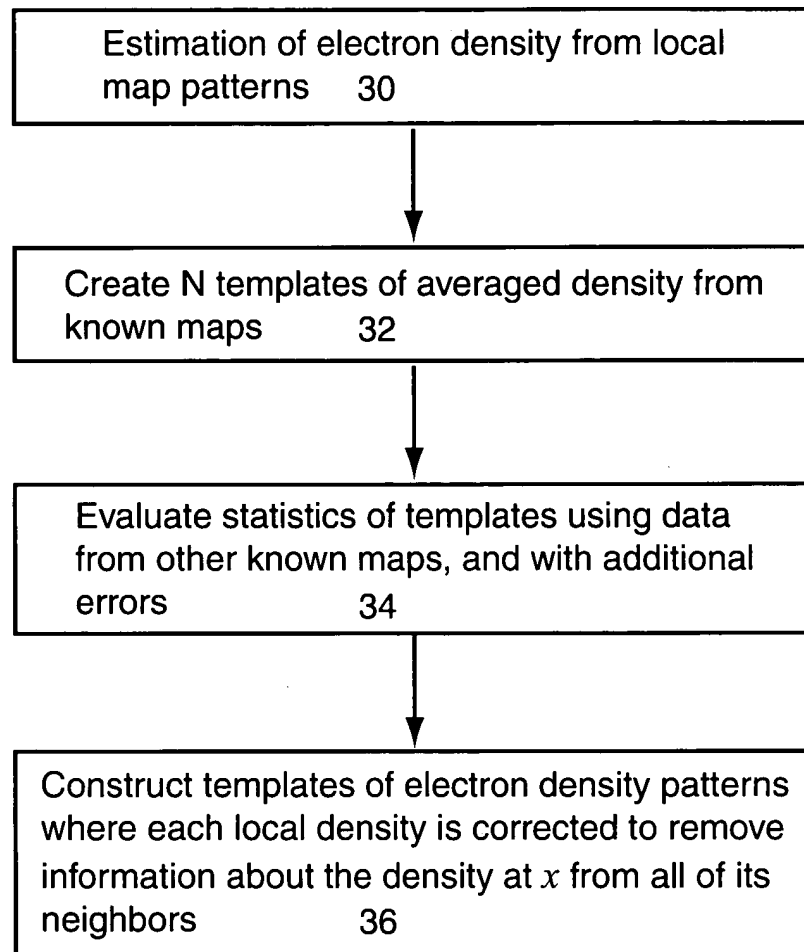 Estimation of electron density from local
map patterns 30
Create N templates of averaged density from
known maps 32
Evaluate statistics of templates using data
from other known maps, and with additional
errors 34
Construct templates of electron density patterns
where each local density is corrected to remove
information about the density at x from all of its
neighbors 36